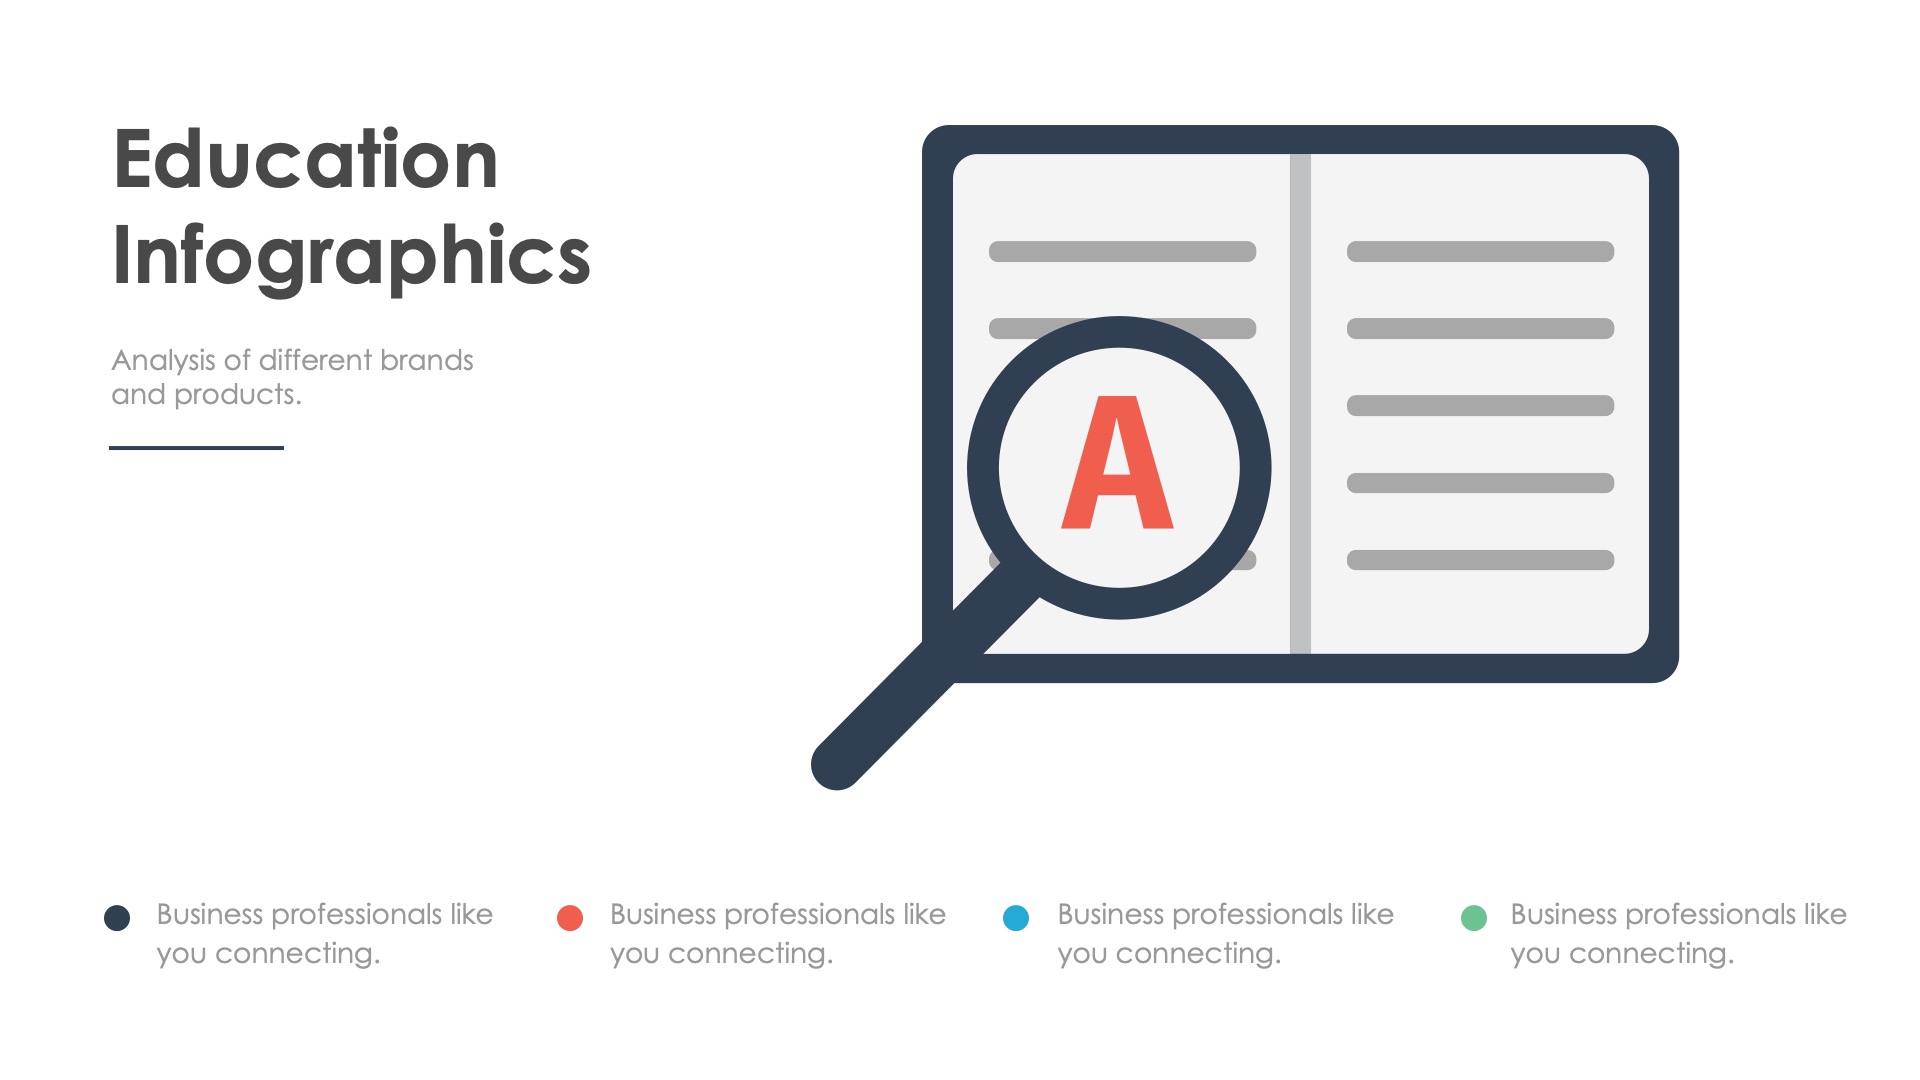 Education
Infographics
Analysis of different brands
and products.
A
Business professionals like
you connecting.
Business professionals like
you connecting.
Business professionals like
you connecting.
Business professionals like
you connecting.